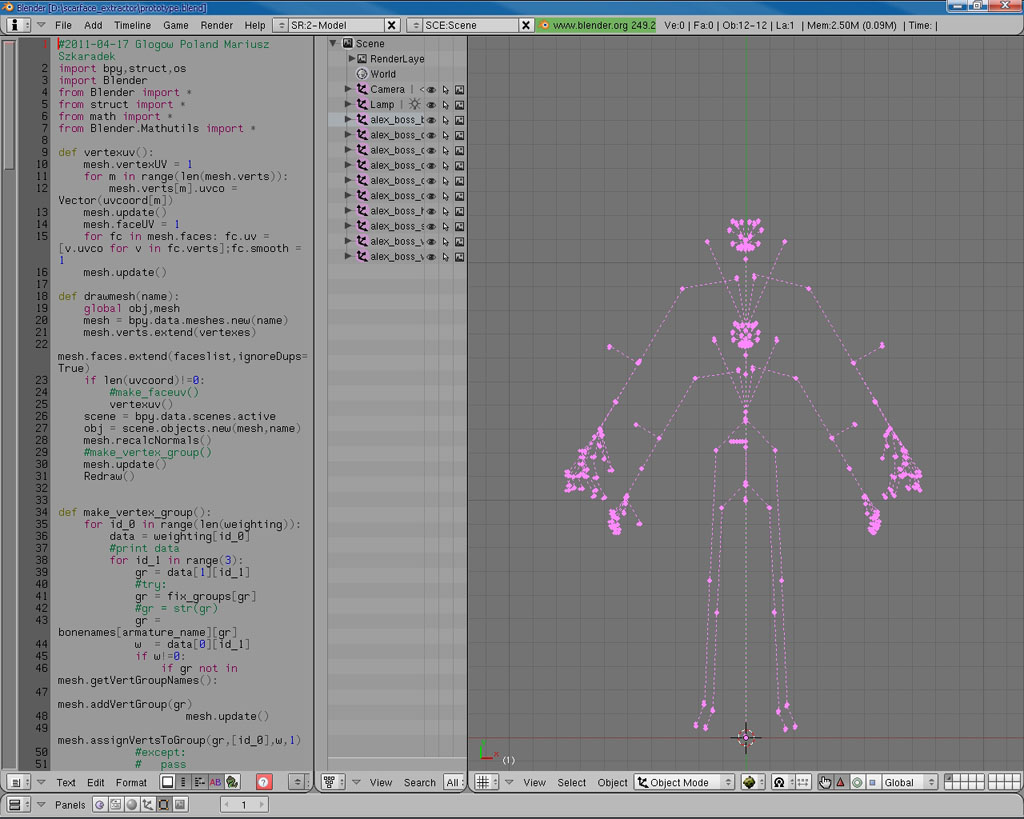 Blender [D:\scarface_extractor\prototype.blend]
File Add Timeline Game Render Help SR:2-Model SCE:Scene www.blender.org 249.2 Ve:0 | Fa:0 | Ob:12-12 | La:1 | Mem:2.50M (0.09M) | Time: |
1 #2011-04-17 Glogow Poland Mariusz
Szkaradek
2 import bpy,struct,os
3 import Blender
4 from Blender import *
5 from struct import *
6 from math import *
7 from Blender.Mathutils import *
8
9 def vertexuv():
10 mesh.vertexUV = 1
11 for m in range(len(mesh.verts)):
12 mesh.verts[m].uvco =
Vector(uvcoord[m])
13 mesh.update()
14 mesh.faceUV = 1
15 for fc in mesh.faces: fc.uv =
[v.uvco for v in fc.verts];fc.smooth =
1
16 mesh.update()
17
18 def drawmesh(name):
19 global obj,mesh
20 mesh = bpy.data.meshes.new(name)
21 mesh.verts.extend(vertexes)
22
mesh.faces.extend(faceslist,ignoreDups=
True)
23 if len(uvcoord)!=0:
24 #make_faceuv()
25 vertexuv()
26 scene = bpy.data.scenes.active
27 obj = scene.objects.new(mesh,name)
28 mesh.recalcNormals()
29 #make_vertex_group()
30 mesh.update()
31 Redraw()
32
33
34 def make_vertex_group():
35 for id_0 in range(len(weighting)):
36 data = weighting[id_0]
37 #print data
38 for id_1 in range(3):
39 gr = data[1][id_1]
40 #try:
41 gr = fix_groups[gr]
42 #gr = str(gr)
43 gr =
bonenames[armature_name][gr]
44 w = data[0][id_1]
45 if w!=0:
46 if gr not in
mesh.getVertGroupNames():
47
mesh.addVertGroup(gr)
48 mesh.update()
49
mesh.assignVertsToGroup(gr,[id_0],w,1)
50 #except:
51 # pass
Scene
RenderLaye
World
Camera
Lamp
alex_boss_b
alex_boss_c
alex_boss_c
alex_boss_c
alex_boss_c
alex_boss_c
alex_boss_h
alex_boss_s
alex_boss_v
alex_boss_v
x
(1)
Text Edit Format AB View Search All View Select Object Object Mode Global
Panels 1